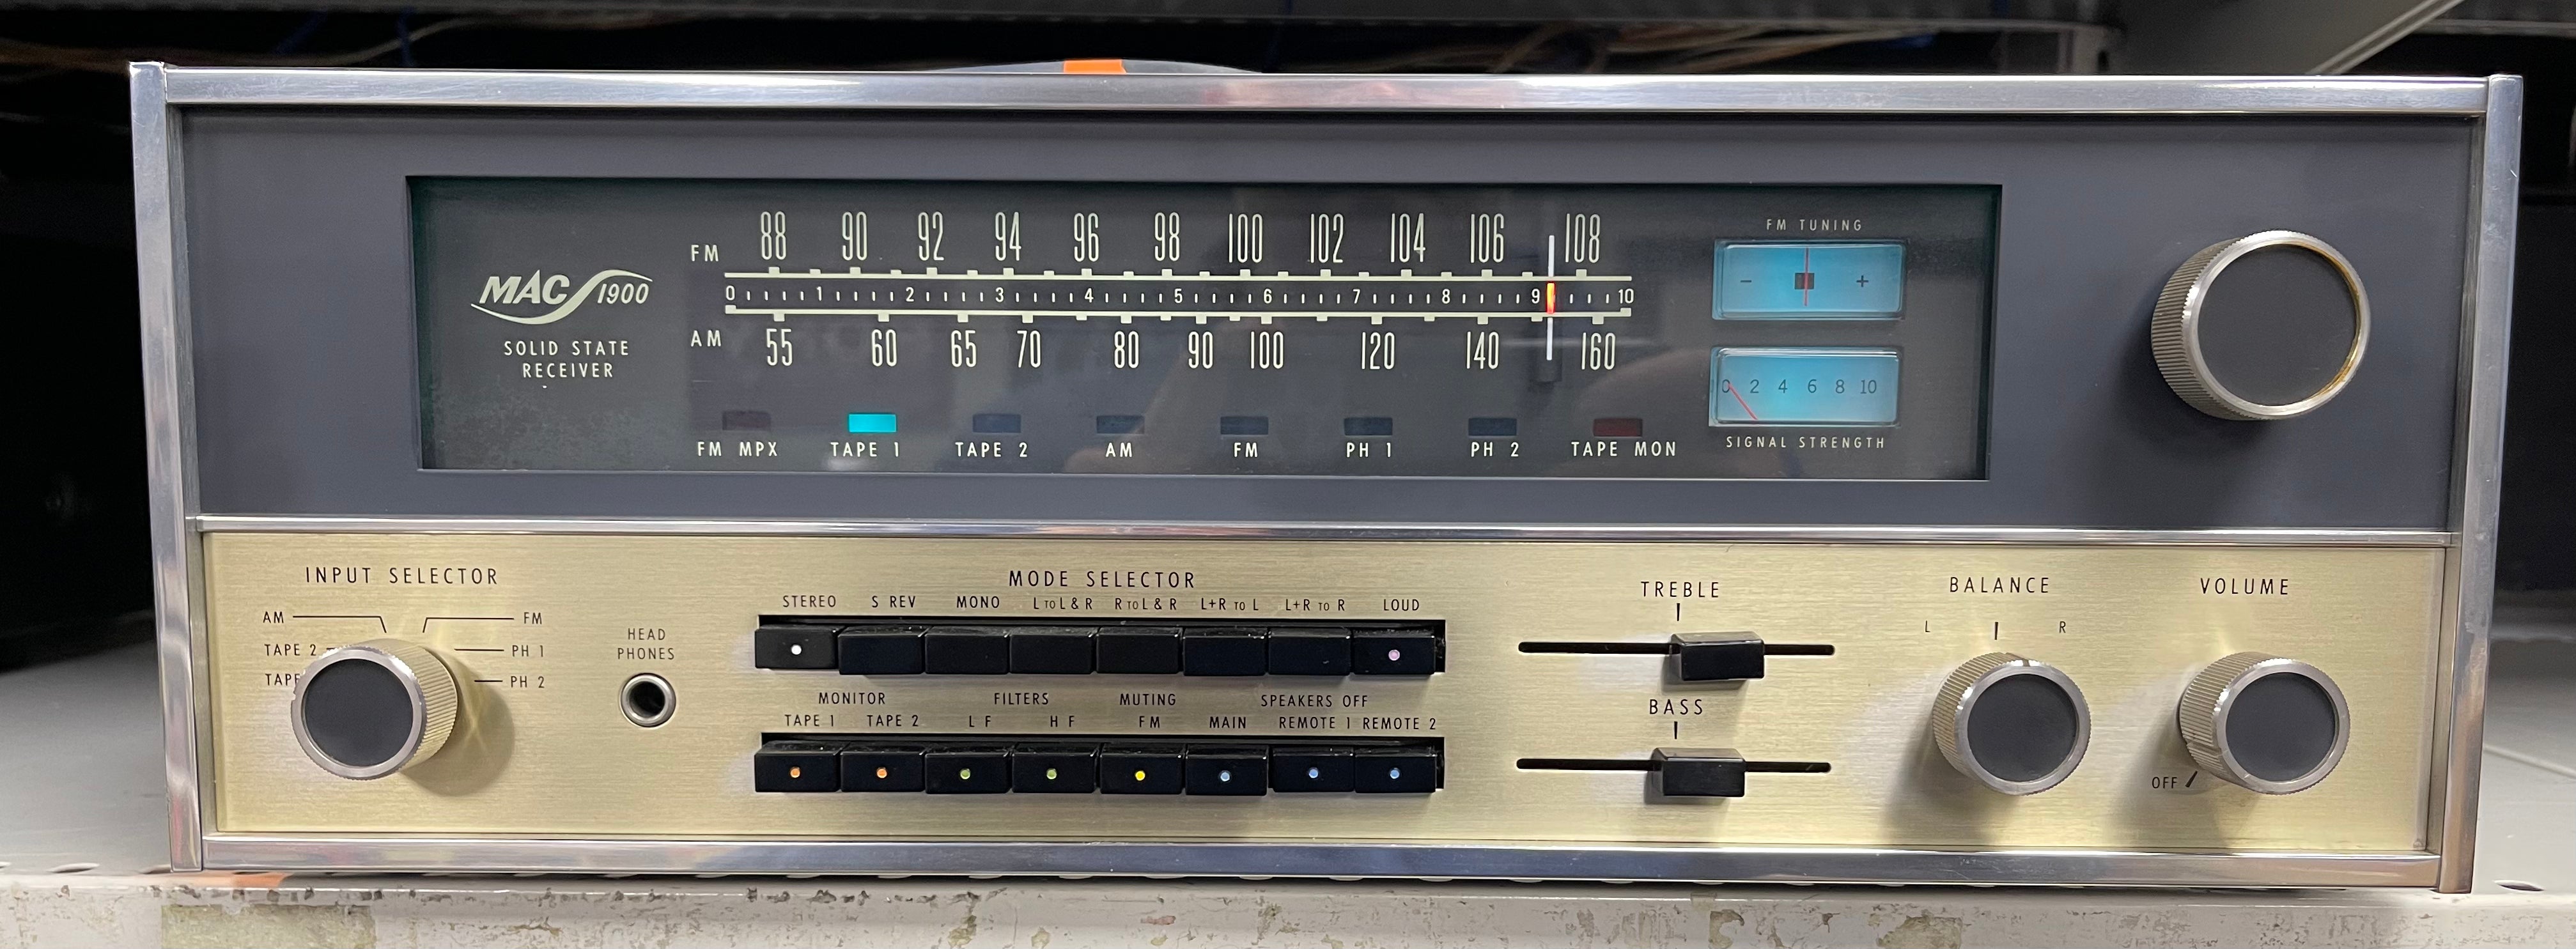 FM 88 90 92 94 96 98 100 102 104 106 108
0 1 2 3 4 5 6 7 8 9 10
AM 55 60 65 70 80 90 100 120 140 160
MAC 1900
SOLID STATE
RECEIVER
FM TUNING
- +
0 2 4 6 8 10
SIGNAL STRENGTH
FM MPX TAPE 1 TAPE 2 AM FM PH 1 PH 2 TAPE MON
INPUT SELECTOR
AM FM
TAPE 2 PH 1
TAPE PH 2
HEAD
PHONES
MODE SELECTOR
STEREO S REV MONO L TO L & R R TO L & R L+R TO L L+R TO R LOUD
MONITOR FILTERS MUTING SPEAKERS OFF
TAPE 1 TAPE 2 L F H F FM MAIN REMOTE 1 REMOTE 2
TREBLE
BASS
BALANCE
L R
VOLUME
OFF